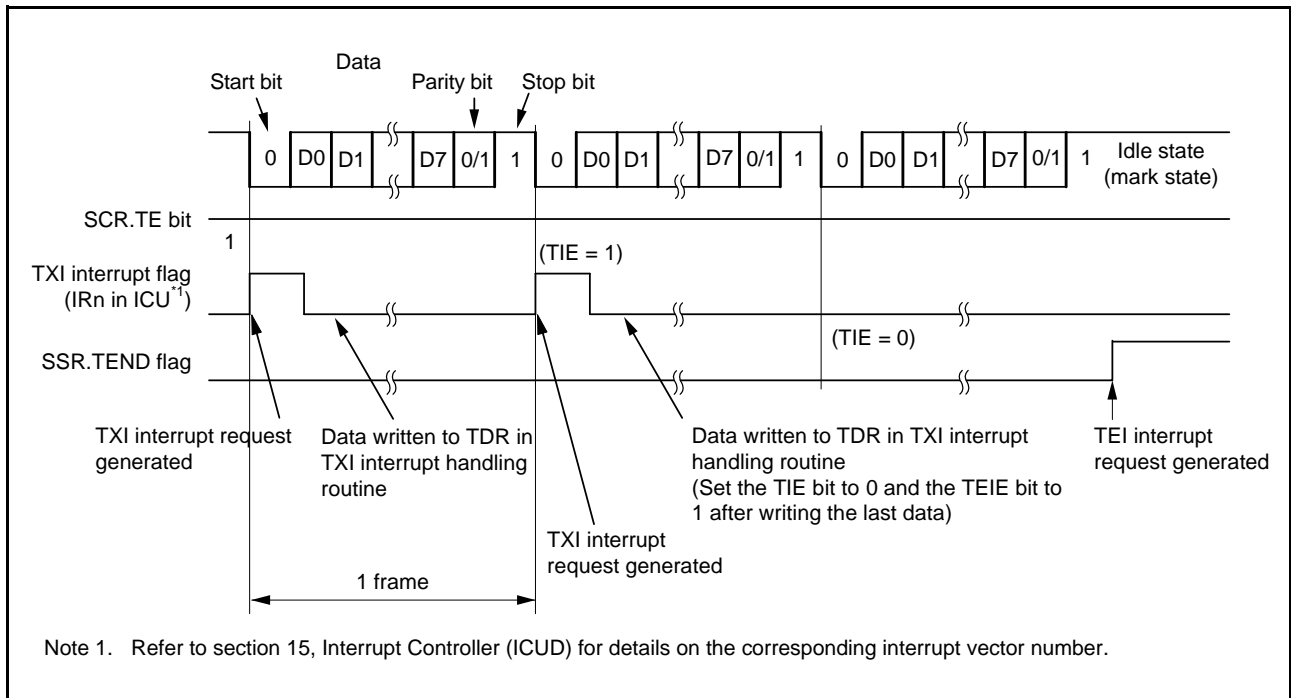 Data
Start bit
Parity bit
Stop bit
0 D0 D1 D7 0/1 1 0 D0 D1 D7 0/1 1 0 D0 D1 D7 0/1 1
Idle state
(mark state)
SCR.TE bit
1
(TIE = 1)
TXI interrupt flag
(IRn in ICU*1)
(TIE = 0)
SSR.TEND flag
TXI interrupt request
generated
Data written to TDR in
TXI interrupt handling
routine
Data written to TDR in TXI interrupt
handling routine
(Set the TIE bit to 0 and the TEIE bit to
1 after writing the last data)
TEI interrupt
request generated
TXI interrupt
request generated
1 frame
Note 1. Refer to section 15, Interrupt Controller (ICUD) for details on the corresponding interrupt vector number.